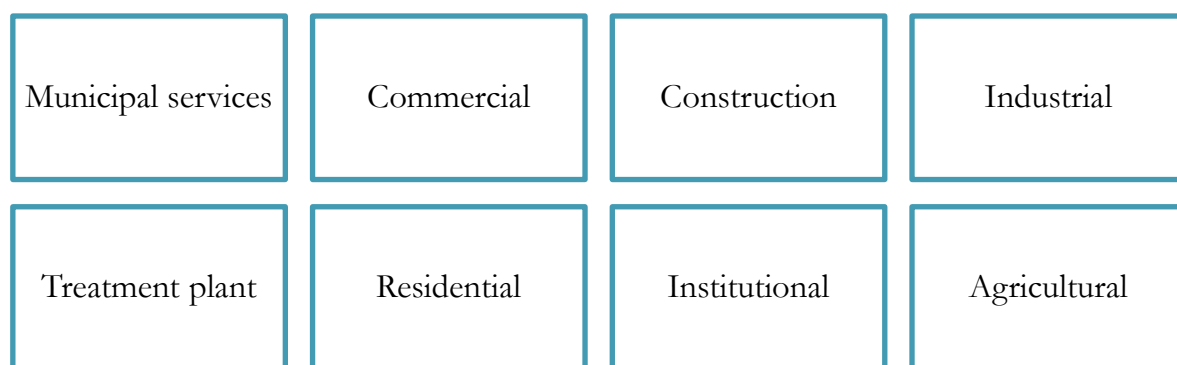 Municipal services
Commercial
Construction
Industrial
Treatment plant
Residential
Institutional
Agricultural